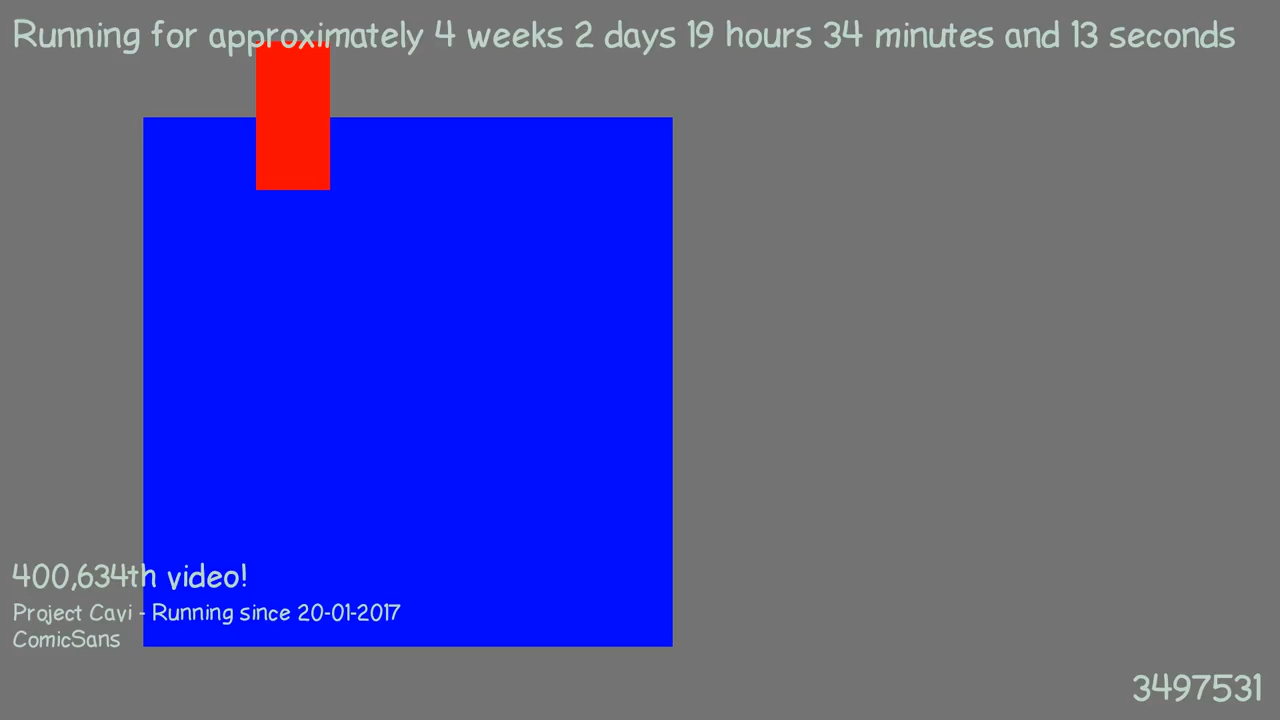 Running for approximately 4 weeks 2 days 19 hours 34 minutes and 13 seconds
400,634th video!
Project Cavi - Running since 20-01-2017
ComicSans
3497531